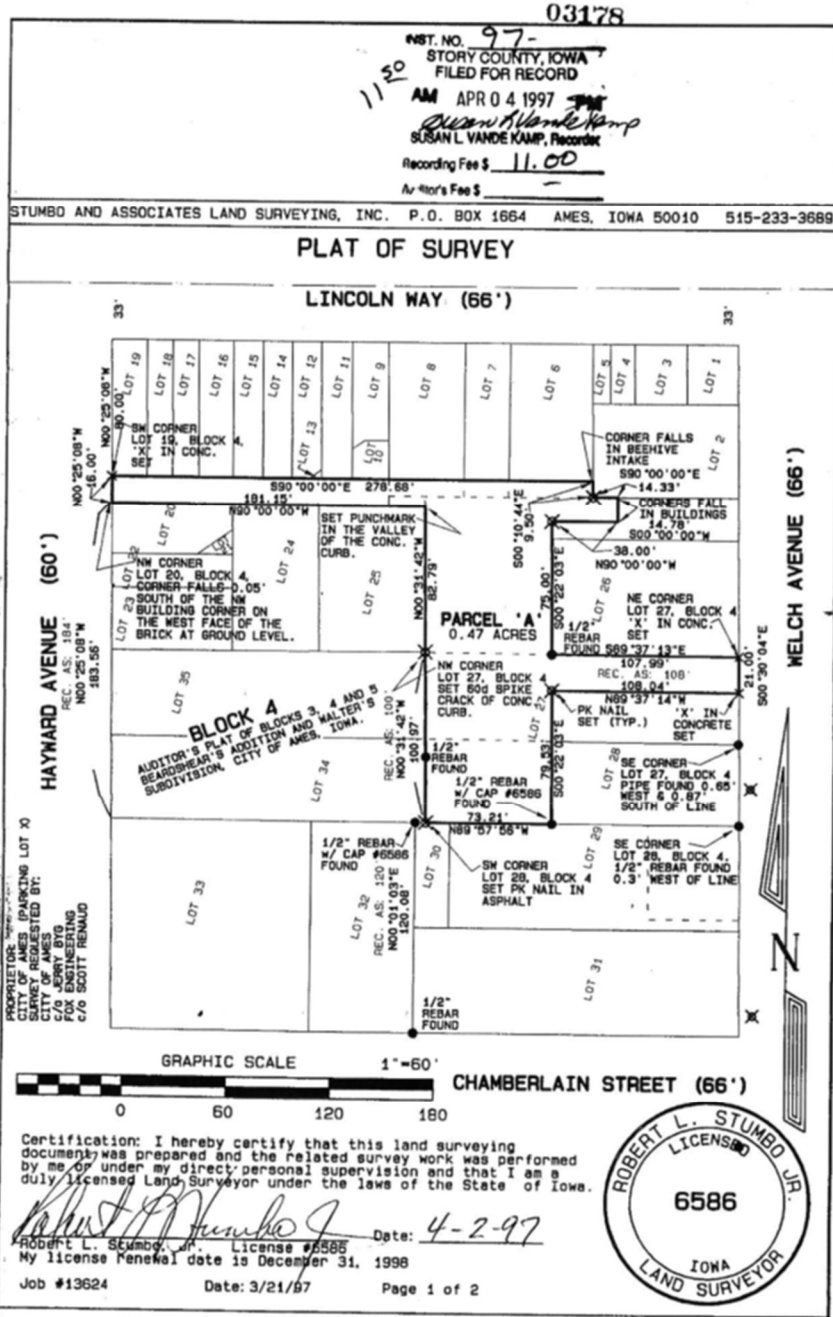 03178
INST. NO. 97-
STORY COUNTY, IOWA
FILED FOR RECORD
11 50
AM APR 04 1997 PM
Susan L Vande Kamp
SUSAN L. VANDE KAMP, Recorder
Recording Fee $ 11.00
Auditor's Fee $ -
STUMBO AND ASSOCIATES LAND SURVEYING, INC. P.O. BOX 1664 AMES, IOWA 50010 515-233-3689
PLAT OF SURVEY
LINCOLN WAY (66')
33'
33'
LOT 19
LOT 18
LOT 17
LOT 16
LOT 15
LOT 14
LOT 12
LOT 11
LOT 9
LOT 8
LOT 7
LOT 6
LOT 5
LOT 4
LOT 3
LOT 1
LOT 13
LOT 10
LOT 2
N00°25'08"W
80.00'
N00°25'08"W
16.00'
SW CORNER
LOT 19, BLOCK 4,
'X' IN CONC.
SET
S90°00'00"E 278.68'
181.15'
N90°00'00"W
CORNER FALLS
IN BEEHIVE
INTAKE
S90°00'00"E
14.33'
CORNERS FALL
IN BUILDINGS
14.78'
S00°00'00"W
38.00'
N90°00'00"W
S00°10'44"E
9.50'
SET PUNCHMARK
IN THE VALLEY
OF THE CONC.
CURB.
LOT 20
LOT 22
LOT 23
LOT 24
LOT 25
LOT 26
NW CORNER
LOT 20, BLOCK 4,
CORNER FALLS 0.05'
SOUTH OF THE NW
BUILDING CORNER ON
THE WEST FACE OF THE
BRICK AT GROUND LEVEL.
N00°31'42"W
82.79'
75.00'
S00°22'03"E
PARCEL 'A'
0.47 ACRES
1/2"
REBAR
FOUND
NE CORNER
LOT 27, BLOCK 4
'X' IN CONC.
SET
S89°37'13"E
107.99'
REC. AS: 108'
108.04'
N89°37'14"W
21.00'
S00°30'04"E
WELCH AVENUE (66')
HAYWARD AVENUE (60')
REC. AS: 184'
N00°25'08"W
183.56'
NW CORNER
LOT 27, BLOCK 4
SET 60d SPIKE
CRACK OF CONC.
CURB.
LOT 27
PK NAIL
SET (TYP.)
'X' IN
CONCRETE
SET
LOT 35
BLOCK 4
AUDITOR'S PLAT OF BLOCKS 3, 4 AND 5
BEARDSHEAR'S ADDITION AND WALTER'S
SUBDIVISION, CITY OF AMES, IOWA.
REC. AS: 100'
N00°31'42"W
100.97'
1/2"
REBAR
FOUND
1/2" REBAR
W/ CAP #6586
FOUND
79.53'
S00°22'03"E
LOT 28
SE CORNER
LOT 27, BLOCK 4
PIPE FOUND 0.65'
WEST & 0.87'
SOUTH OF LINE
LOT 34
73.21'
N89°57'56"W
1/2" REBAR
W/ CAP #6586
FOUND
LOT 30
LOT 29
SW CORNER
LOT 28, BLOCK 4
SET PK NAIL IN
ASPHALT
SE CORNER
LOT 28, BLOCK 4,
1/2" REBAR FOUND
0.3' WEST OF LINE
LOT 33
LOT 32
REC. AS: 120
N00°01'03"E
120.08'
LOT 31
1/2"
REBAR
FOUND
N
PROPRIETOR:
CITY OF AMES (PARKING LOT X)
SURVEY REQUESTED BY:
CITY OF AMES
C/O JERRY BYG
FOX ENGINEERING
C/O SCOTT RENAUD
GRAPHIC SCALE 1"=60'
0 60 120 180
CHAMBERLAIN STREET (66')
Certification: I hereby certify that this land surveying
document was prepared and the related survey work was performed
by me or under my direct personal supervision and that I am a
duly licensed Land Surveyor under the laws of the State of Iowa.
Robert L Stumbo Jr Date: 4-2-97
Robert L. Stumbo, Jr. License #6586
My license renewal date is December 31, 1998
Job #13624 Date: 3/21/97 Page 1 of 2
ROBERT L. STUMBO JR.
LICENSED
6586
IOWA
LAND SURVEYOR